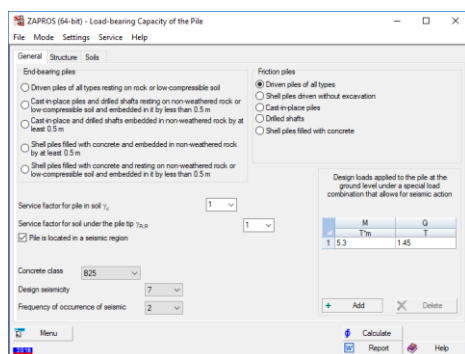 ZAPROS (64-bit) - Load-bearing Capacity of the Pile
File Mode Settings Service Help
General Structure Soils
End-bearing piles
Driven piles of all types resting on rock or low-compressible soil
Cast-in-place piles and drilled shafts resting on non-weathered rock or
low-compressible soil and embedded in it by less than 0.5 m
Cast-in-place and drilled shafts embedded in non-weathered rock by at
least 0.5 m
Shell piles filled with concrete and embedded in non-weathered rock
by at least 0.5 m
Shell piles filled with concrete and resting on non-weathered rock or
low-compressible soil and embedded in it by less than 0.5 m
Friction piles
Driven piles of all types
Shell piles driven without excavation
Cast-in-place piles
Drilled shafts
Shell piles filled with concrete
Service factor for pile in soil γc 1
Service factor for soil under the pile tip γR,R 1
Pile is located in a seismic region
Concrete class B25
Design seismicity 7
Frequency of occurrence of seismic 2
Design loads applied to the pile at the
ground level under a special load
combination that allows for seismic action
M Q
T*m T
1 5.3 1.45
+ Add Delete
Menu
Calculate
Report Help